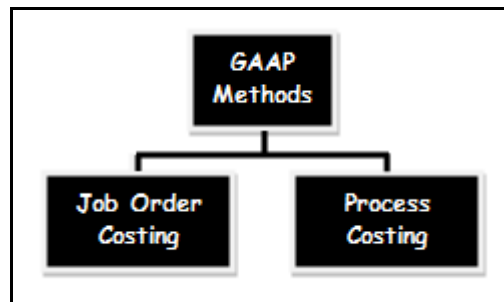 GAAP
Methods
Job Order
Costing
Process
Costing